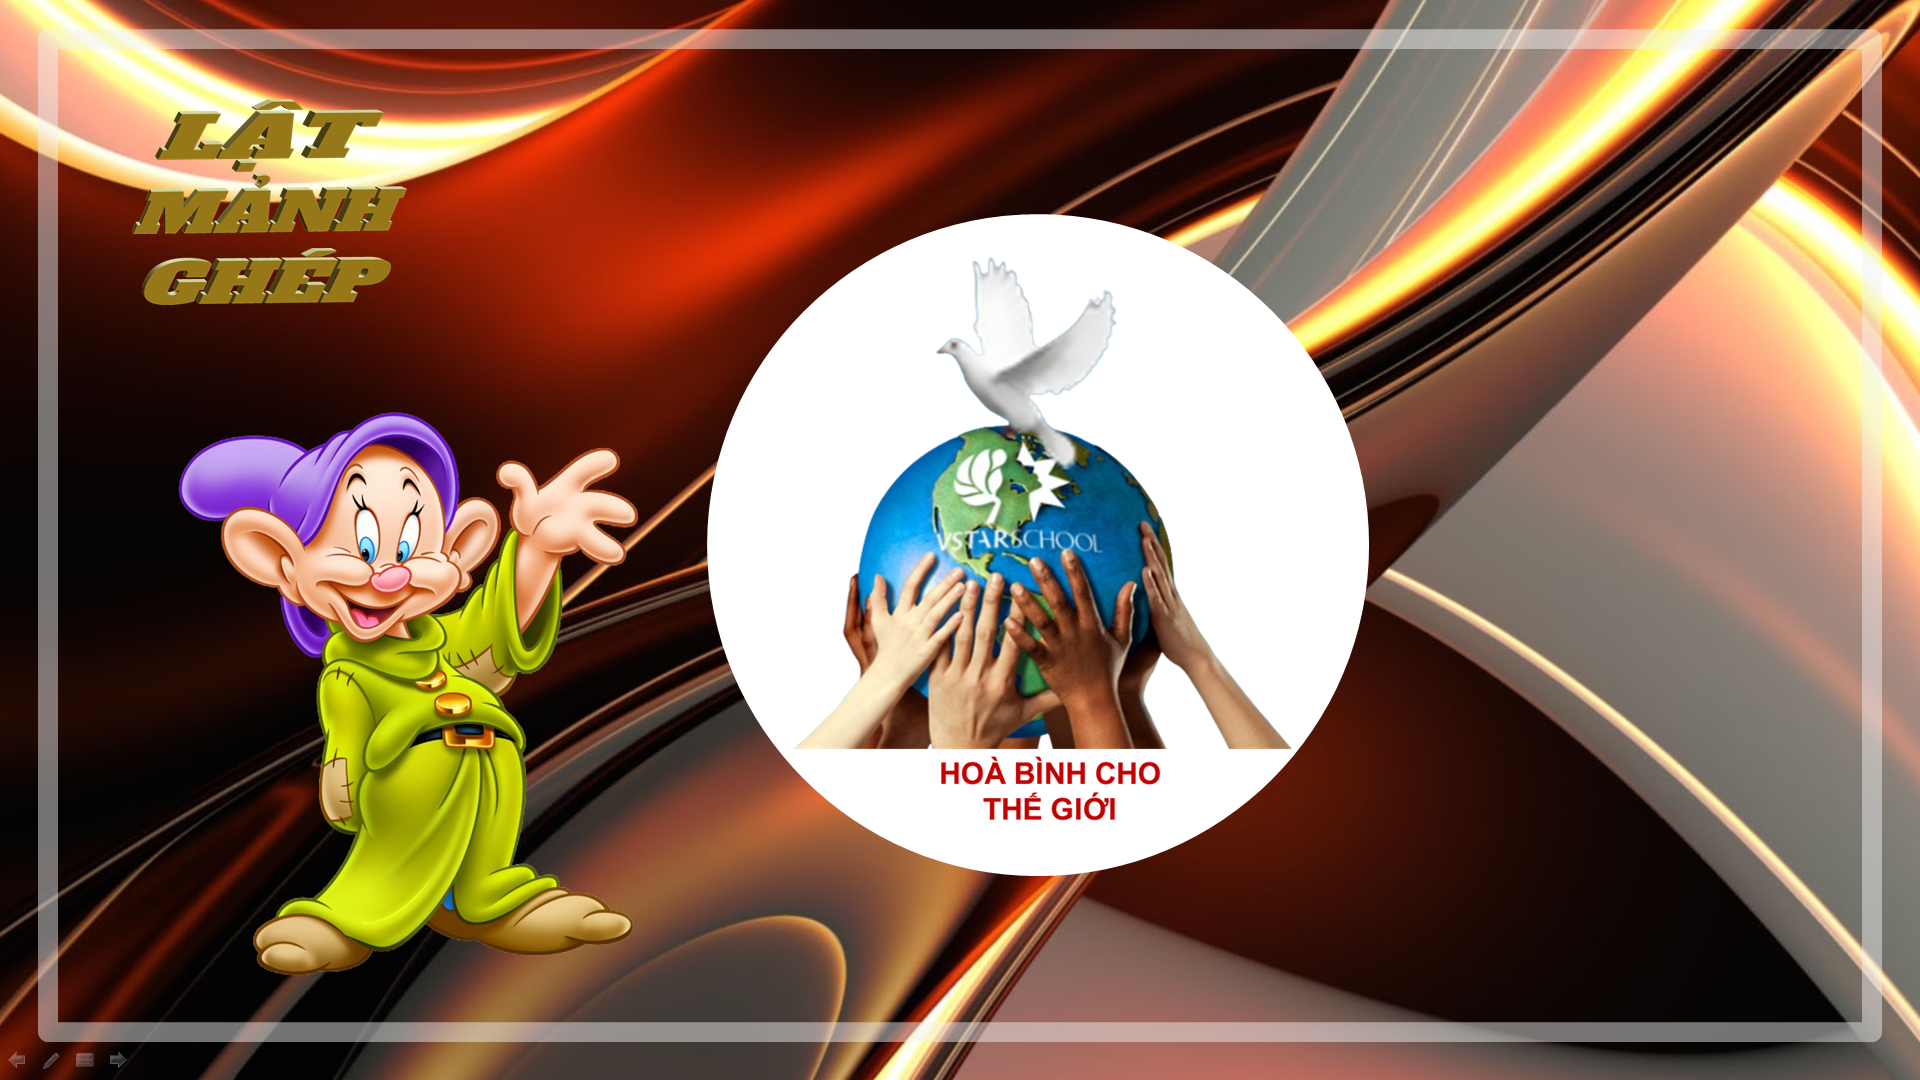 LẬT
MẢNH
GHÉP
VSTARSCHOOL
HOÀ BÌNH CHO
THẾ GIỚI